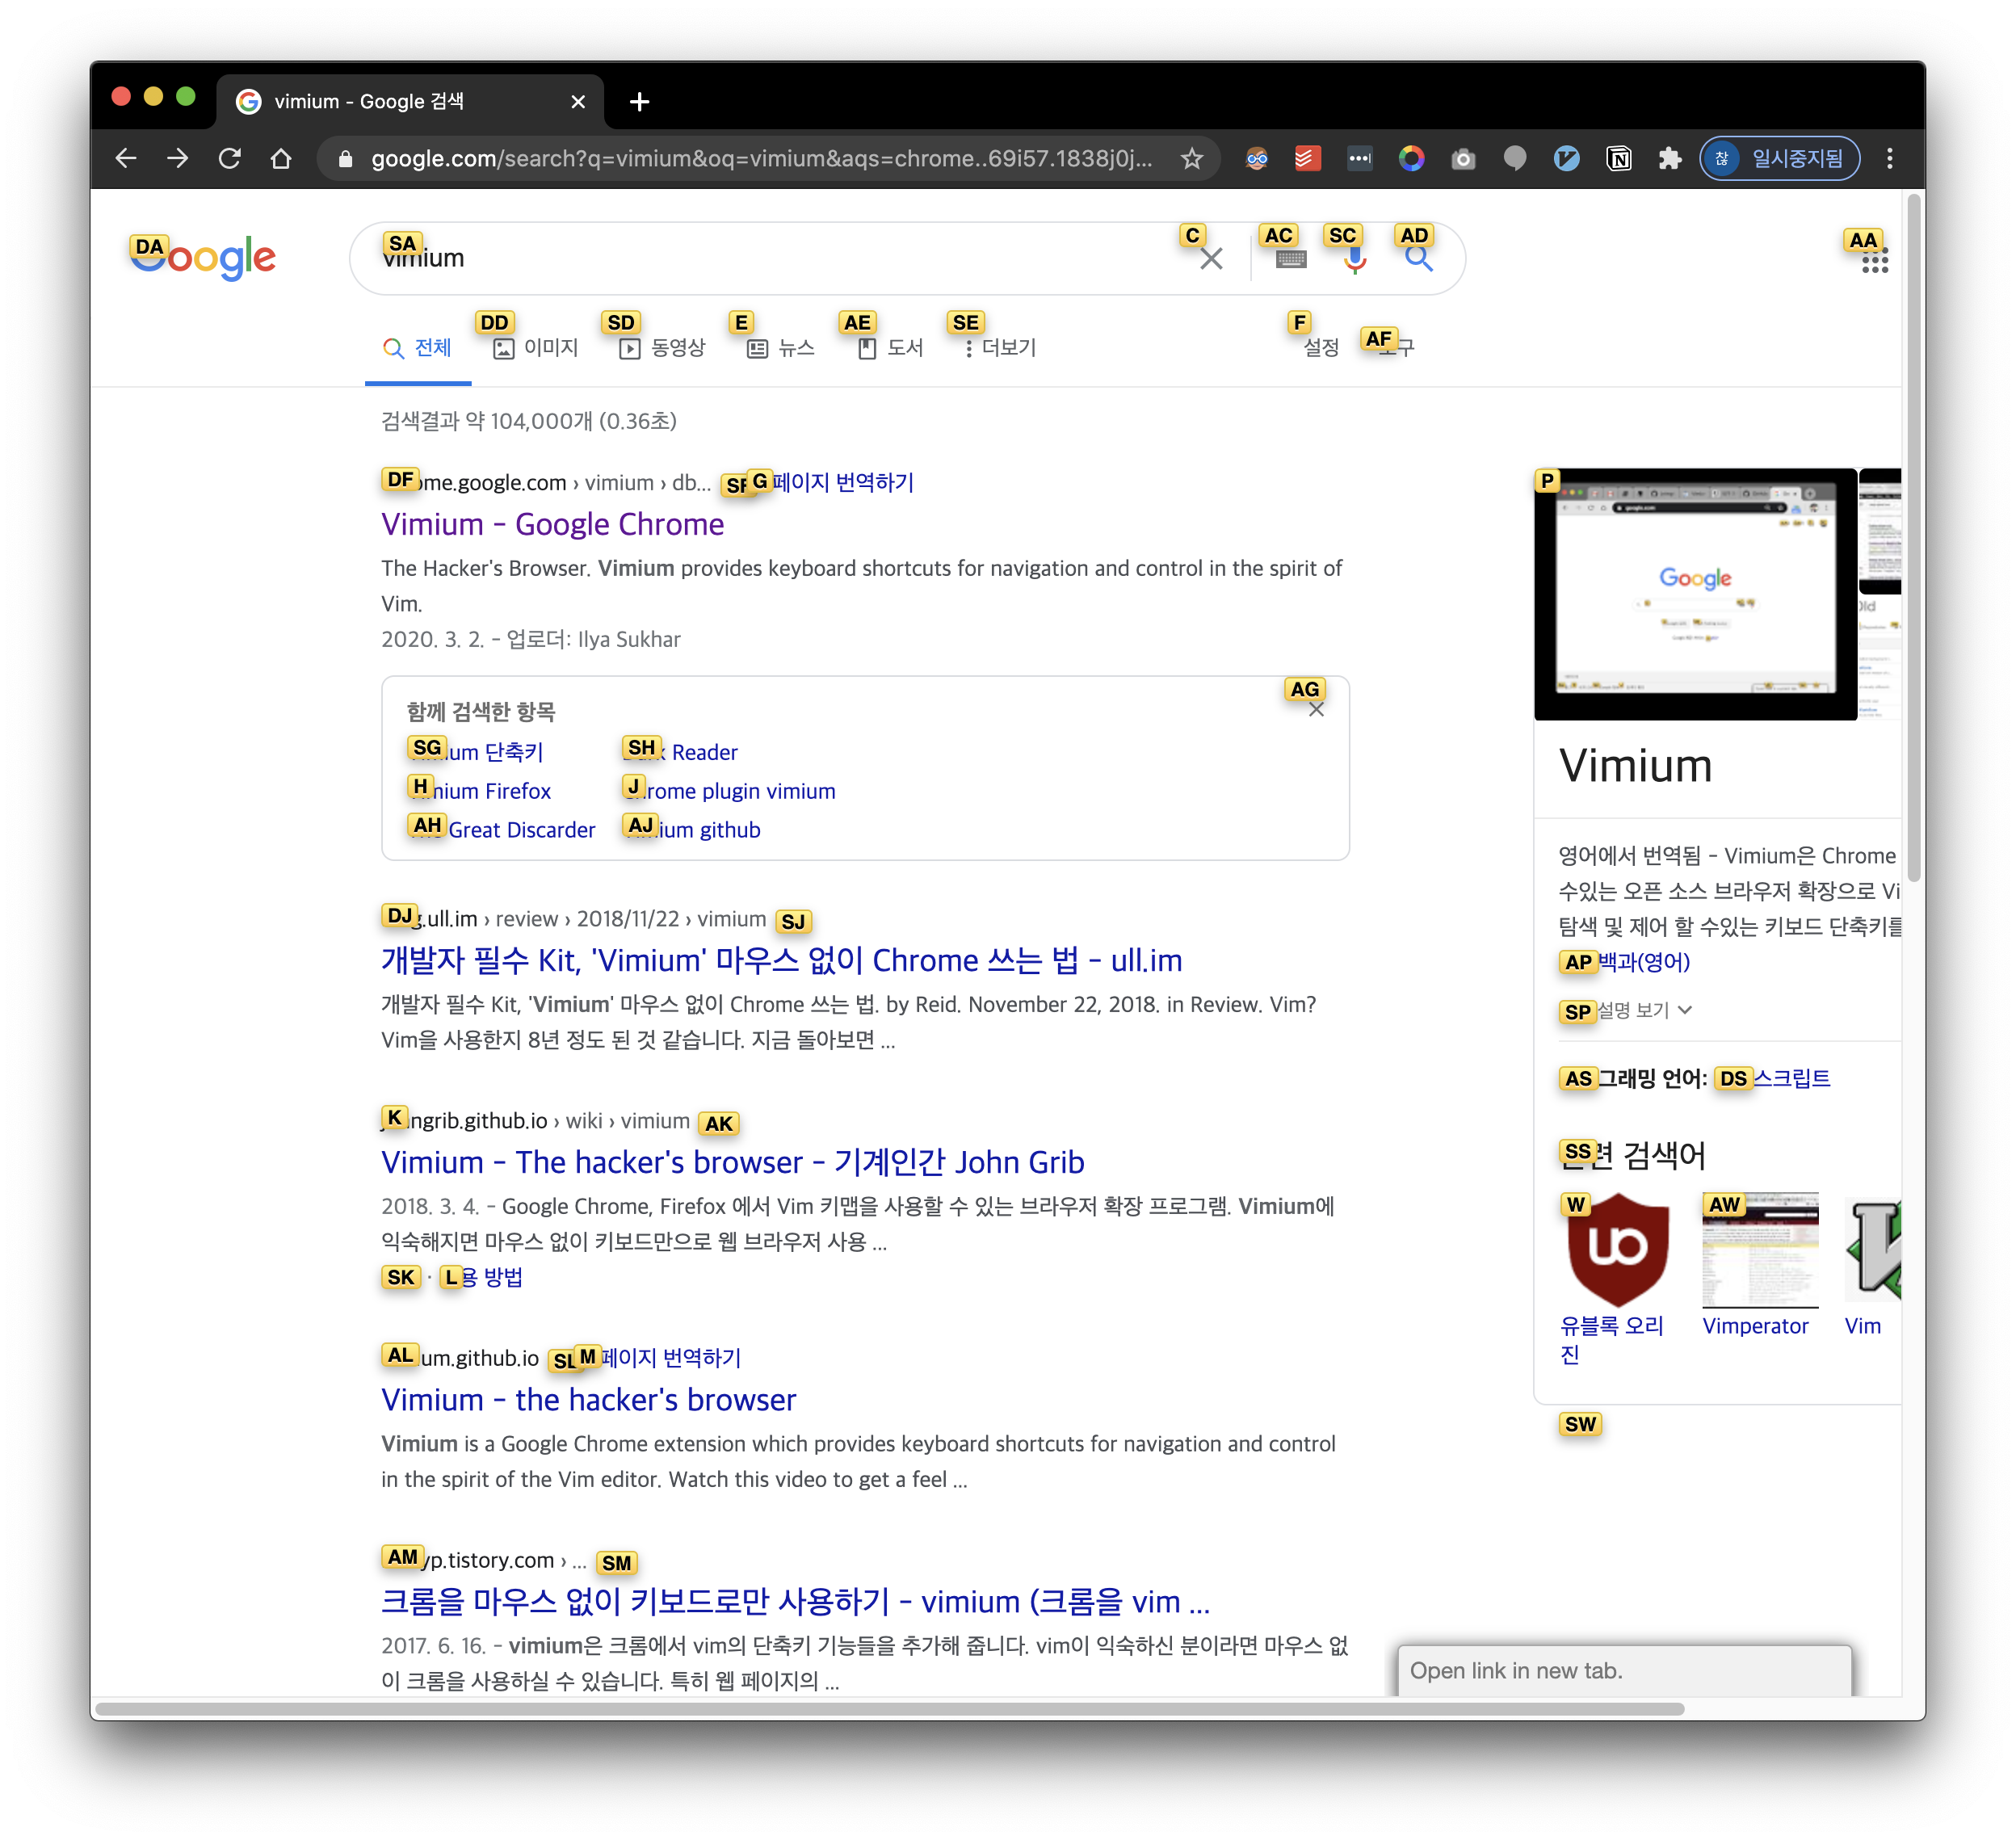 vimium - Google 검색
google.com/search?q=vimium&oq=vimium&aqs=chrome..69i57.1838j0j...
찮 일시중지됨
DA Google
SA vimium C AC SC AD AA
전체 DD 이미지 SD 동영상 E 뉴스 AE 도서 SE 더보기 F 설정 AF 도구
검색결과 약 104,000개 (0.36초)
DF ome.google.com › vimium › db... SF G 페이지 번역하기
Vimium - Google Chrome
The Hacker's Browser. Vimium provides keyboard shortcuts for navigation and control in the spirit of
Vim.
2020. 3. 2. - 업로더: Ilya Sukhar
함께 검색한 항목 AG
SG ium 단축키 SH k Reader
H mium Firefox J rome plugin vimium
AH Great Discarder AJ ium github
DJ g.ull.im › review › 2018/11/22 › vimium SJ
개발자 필수 Kit, 'Vimium' 마우스 없이 Chrome 쓰는 법 - ull.im
개발자 필수 Kit, 'Vimium' 마우스 없이 Chrome 쓰는 법. by Reid. November 22, 2018. in Review. Vim?
Vim을 사용한지 8년 정도 된 것 같습니다. 지금 돌아보면 ...
K ngrib.github.io › wiki › vimium AK
Vimium - The hacker's browser - 기계인간 John Grib
2018. 3. 4. - Google Chrome, Firefox 에서 Vim 키맵을 사용할 수 있는 브라우저 확장 프로그램. Vimium에
익숙해지면 마우스 없이 키보드만으로 웹 브라우저 사용 ...
SK · L 용 방법
AL um.github.io SL M 페이지 번역하기
Vimium - the hacker's browser
Vimium is a Google Chrome extension which provides keyboard shortcuts for navigation and control
in the spirit of the Vim editor. Watch this video to get a feel ...
AM yp.tistory.com › ... SM
크롬을 마우스 없이 키보드로만 사용하기 - vimium (크롬을 vim ...
2017. 6. 16. - vimium은 크롬에서 vim의 단축키 기능들을 추가해 줍니다. vim이 익숙하신 분이라면 마우스 없
이 크롬을 사용하실 수 있습니다. 특히 웹 페이지의 ...
P
Google
Vimium
영어에서 번역됨 - Vimium은 Chrome
수있는 오픈 소스 브라우저 확장으로 Vi
탐색 및 제어 할 수있는 키보드 단축키를
AP 백과(영어)
SP 설명 보기
AS 그래밍 언어: DS 스크립트
SS 련 검색어
W AW
유블록 오리진 Vimperator Vim
SW
Open link in new tab.